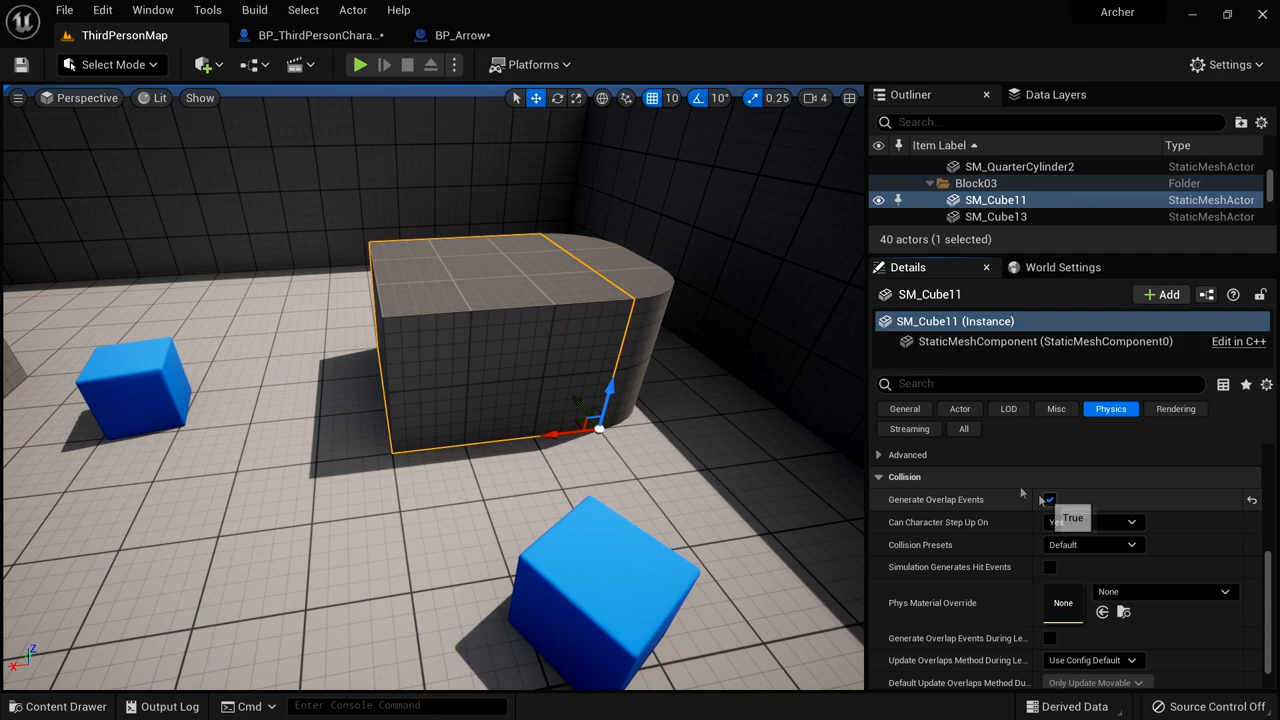 File Edit Window Tools Build Select Actor Help
Archer
ThirdPersonMap
BP_ThirdPersonChara...*
BP_Arrow*
Select Mode
Platforms
Settings
Perspective
Lit
Show
10
10°
0.25
4
Outliner
Data Layers
Search...
Item Label
Type
SM_QuarterCylinder2 StaticMeshActor
Block03 Folder
SM_Cube11 StaticMeshActor
SM_Cube13 StaticMeshActor
40 actors (1 selected)
Details
World Settings
SM_Cube11
Add
SM_Cube11 (Instance)
StaticMeshComponent (StaticMeshComponent0)
Edit in C++
Search
General Actor LOD Misc Physics Rendering
Streaming All
Advanced
Collision
Generate Overlap Events
True
Can Character Step Up On
Collision Presets Default
Simulation Generates Hit Events
Phys Material Override None None
Generate Overlap Events During Le...
Update Overlaps Method During Le... Use Config Default
Default Update Overlaps Method Du... Only Update Movable
Z
X
Content Drawer
Output Log
Cmd
Enter Console Command
Derived Data
Source Control Off